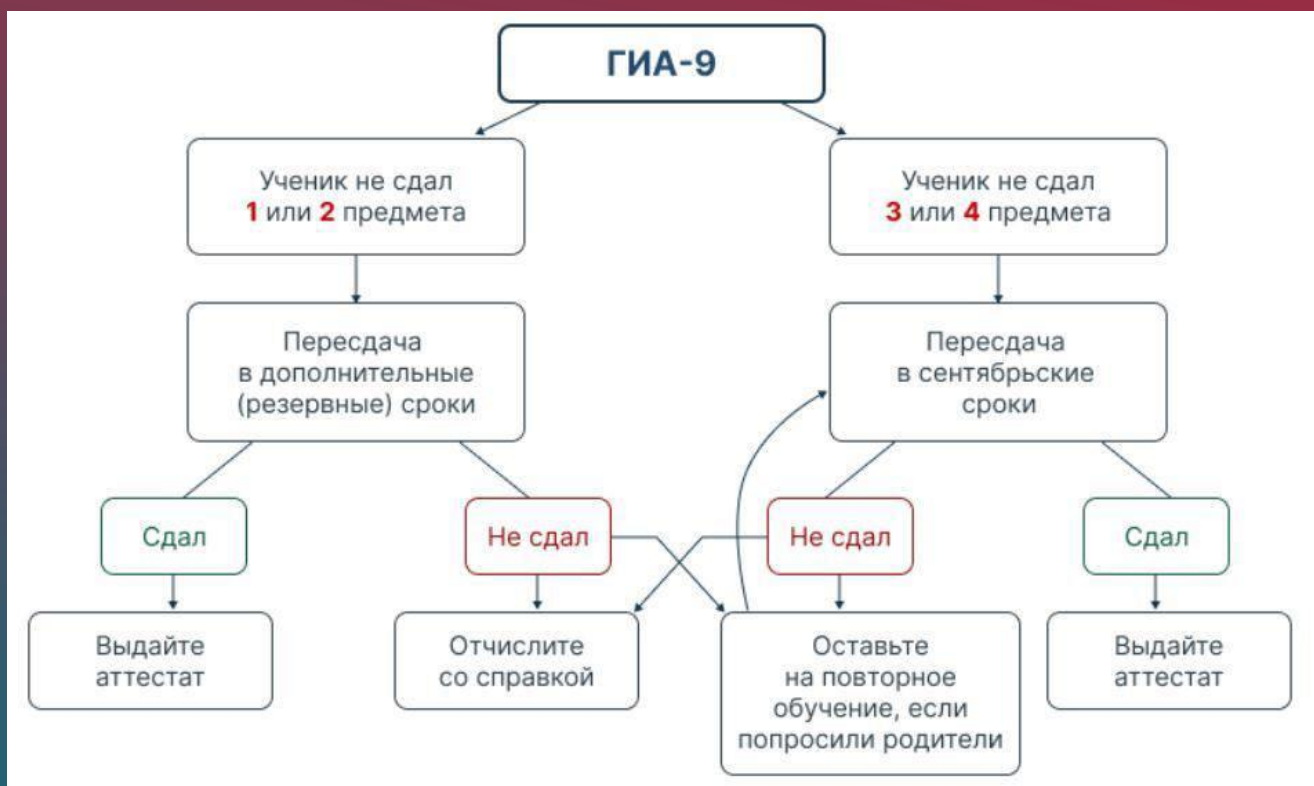 ГИА-9
Ученик не сдал
1 или 2 предмета
Ученик не сдал
3 или 4 предмета
Пересдача
в дополнительные
(резервные) сроки
Пересдача
в сентябрьские
сроки
Сдал
Не сдал
Не сдал
Сдал
Выдайте
аттестат
Отчислите
со справкой
Оставьте
на повторное
обучение, если
попросили родители
Выдайте
аттестат